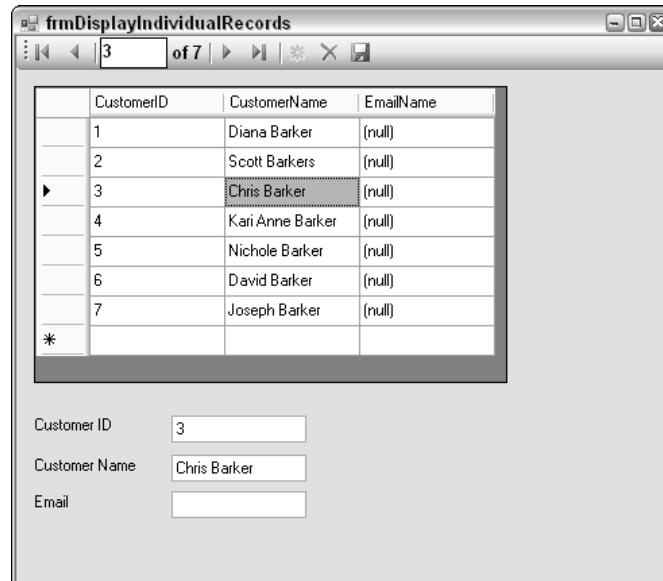 frmDisplayIndividualRecords
3 of 7
CustomerID CustomerName EmailName
1 Diana Barker (null)
2 Scott Barkers (null)
3 Chris Barker (null)
4 Kari Anne Barker (null)
5 Nichole Barker (null)
6 David Barker (null)
7 Joseph Barker (null)
Customer ID 3
Customer Name Chris Barker
Email